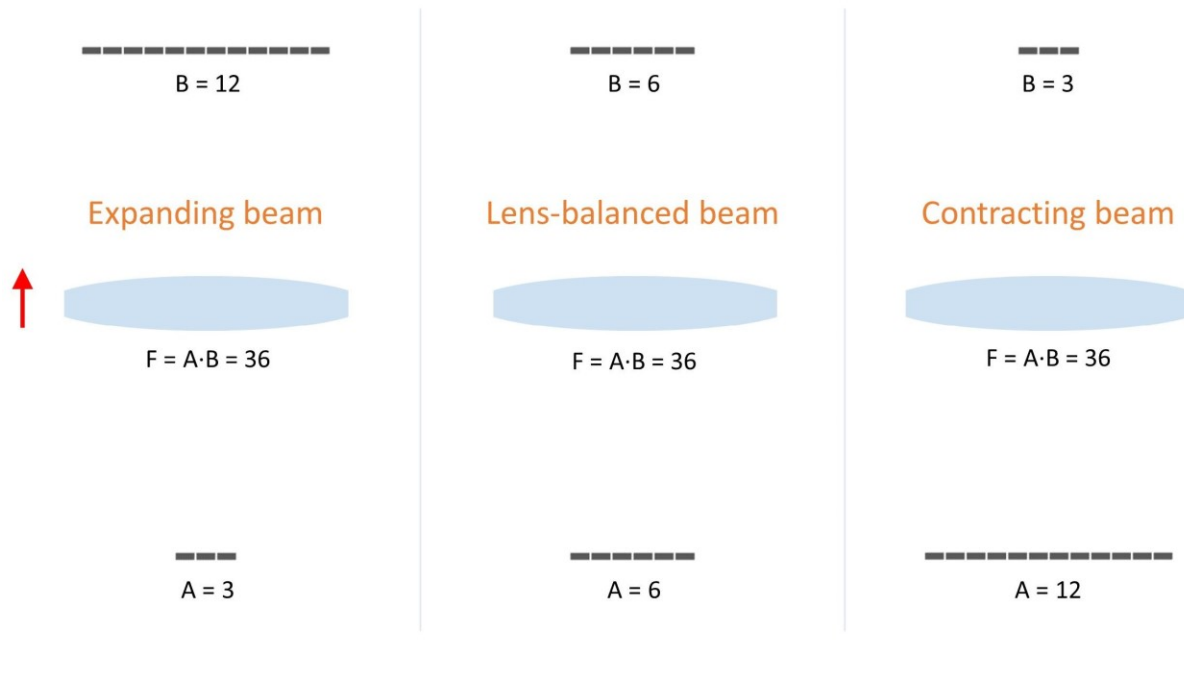 B = 12
Expanding beam
F = A·B = 36
A = 3
B = 6
Lens-balanced beam
F = A·B = 36
A = 6
B = 3
Contracting beam
F = A·B = 36
A = 12